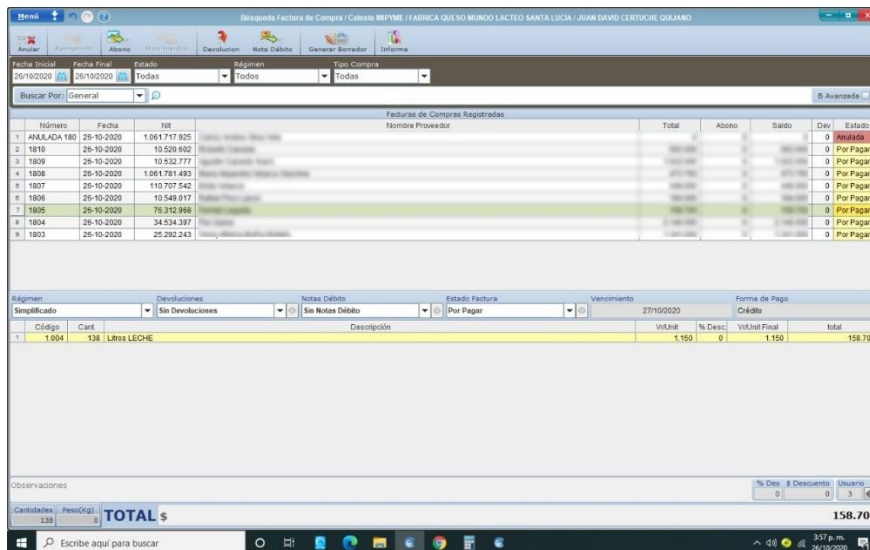 Menú
Búsqueda Factura de Compra / Celeste MIPYME / FABRICA QUESO MUNDO LACTEO SANTA LUCIA / JUAN DAVID CERTUCHE QUIJANO
Anular Reimprimir Abono Movimientos Devolucion Nota Débito Generar Borrador Informe
Fecha Inicial Fecha Final Estado Régimen Tipo Compra
26/10/2020 26/10/2020 Todas Todos Todas
Buscar Por: General B Avanzada
Facturas de Compras Registradas
Número Fecha Nit Nombre Proveedor Total Abono Saldo Dev Estado
1 ANULADA 180 26-10-2020 1.061.717.925 0 Anulada
2 1810 26-10-2020 10.520.602 0 Por Pagar
3 1809 26-10-2020 10.532.777 0 Por Pagar
4 1808 26-10-2020 1.061.781.493 0 Por Pagar
5 1807 26-10-2020 110.707.542 0 Por Pagar
6 1806 26-10-2020 10.549.017 0 Por Pagar
7 1805 26-10-2020 76.312.968 0 Por Pagar
8 1804 26-10-2020 34.534.397 0 Por Pagar
9 1803 26-10-2020 25.292.243 0 Por Pagar
Régimen Devoluciones Notas Débito Estado Factura Vencimiento Forma de Pago
Simplificado Sin Devoluciones Sin Notas Débito Por Pagar 27/10/2020 Crédito
Código Cant Descripción Vr/Unit % Desc. Vr/Unit Final total
1 1.004 138 Litros LECHE 1.150 0 1.150 158.70
Observaciones
% Des $ Descuento Usuario
0 0 3
Cantidades Peso(Kg)
138 0
TOTAL $ 158.70
Escribe aquí para buscar
3:57 p. m.
26/10/2020